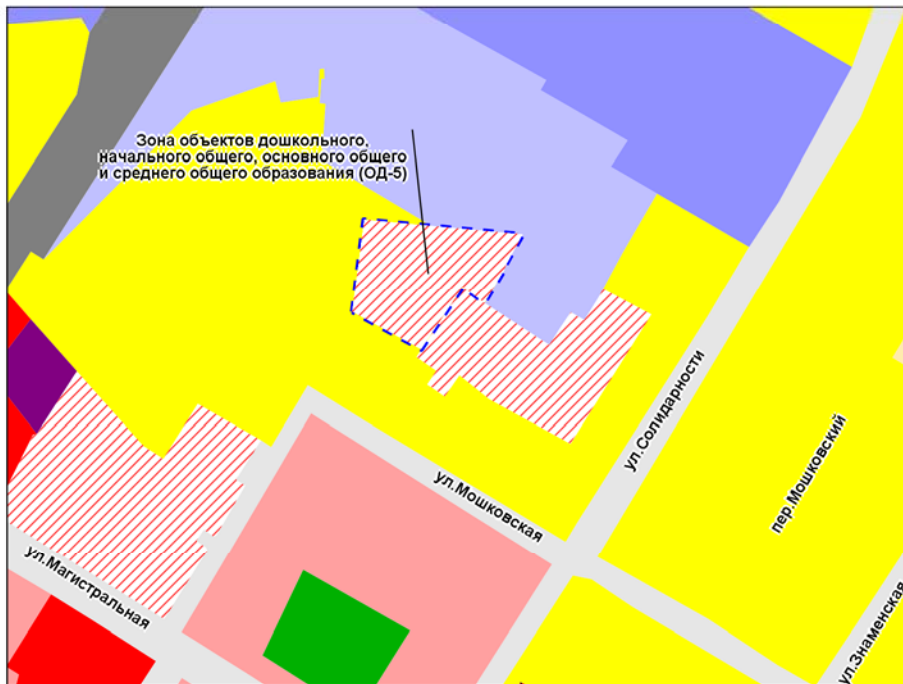 Зона объектов дошкольного,
начального общего, основного общего
и среднего общего образования (ОД-5)
ул.Солидарности
пер.Мошковский
ул.Мошковская
ул.Магистральная
ул.Знаменская